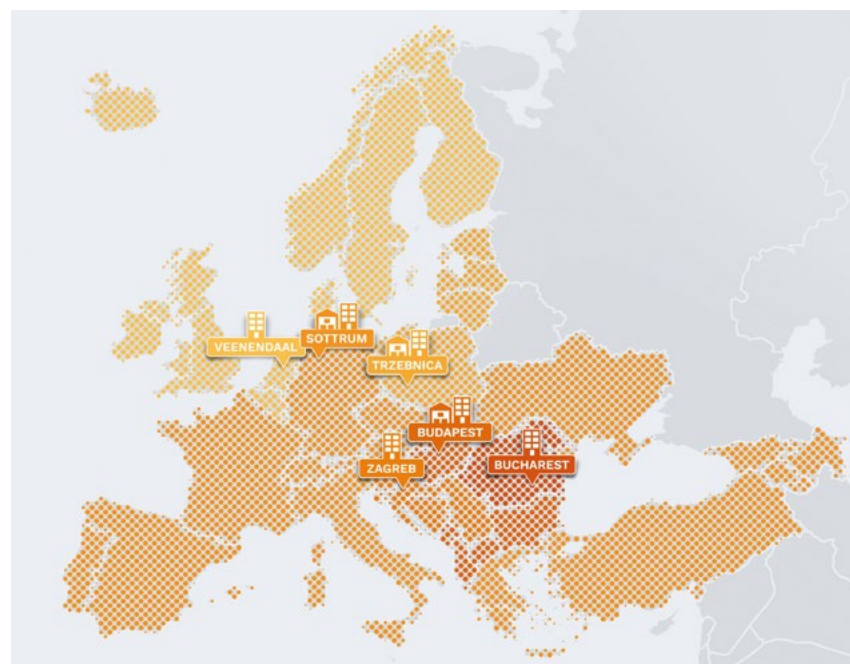 VEENENDAAL
SOTTRUM
TRZEBNICA
BUDAPEST
ZAGREB
BUCHAREST